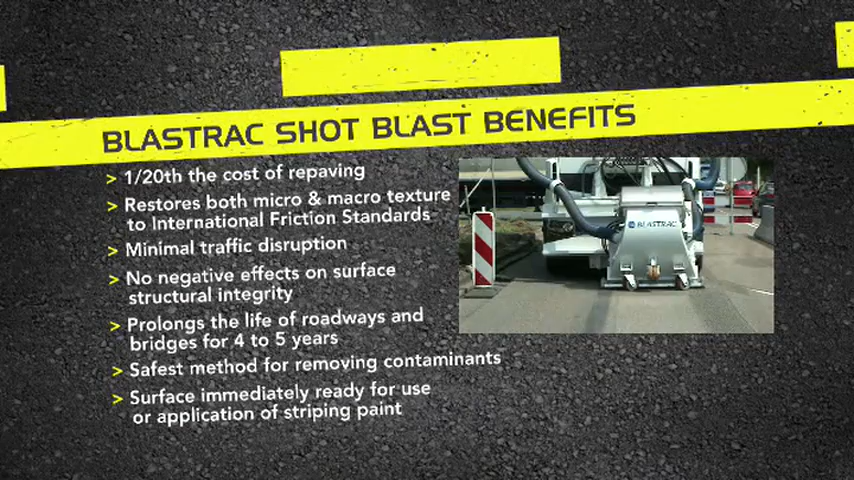 BLASTRAC SHOT BLAST BENEFITS
> 1/20th the cost of repaving
> Restores both micro & macro texture
to International Friction Standards
> Minimal traffic disruption
> No negative effects on surface
structural integrity
> Prolongs the life of roadways and
bridges for 4 to 5 years
> Safest method for removing contaminants
> Surface immediately ready for use
or application of striping paint
BLASTRAC